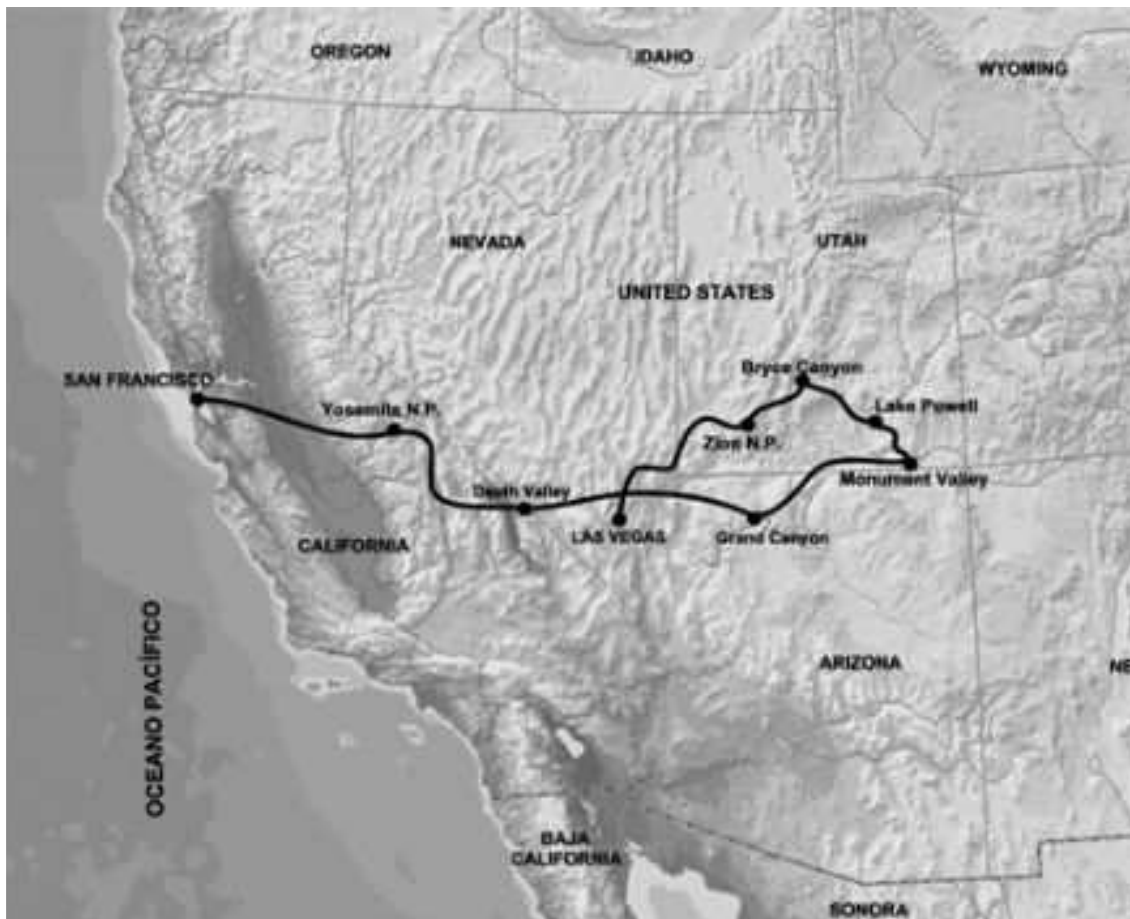 OREGON
IDAHO
WYOMING
NEVADA
UTAH
UNITED STATES
Bryce Canyon
SAN FRANCISCO
Yosemite N.P.
Lake Powell
Zion N.P.
Monument Valley
Death Valley
LAS VEGAS
Grand Canyon
CALIFORNIA
OCEANO PACÍFICO
ARIZONA
NE
BAJA
CALIFORNIA
SONORA